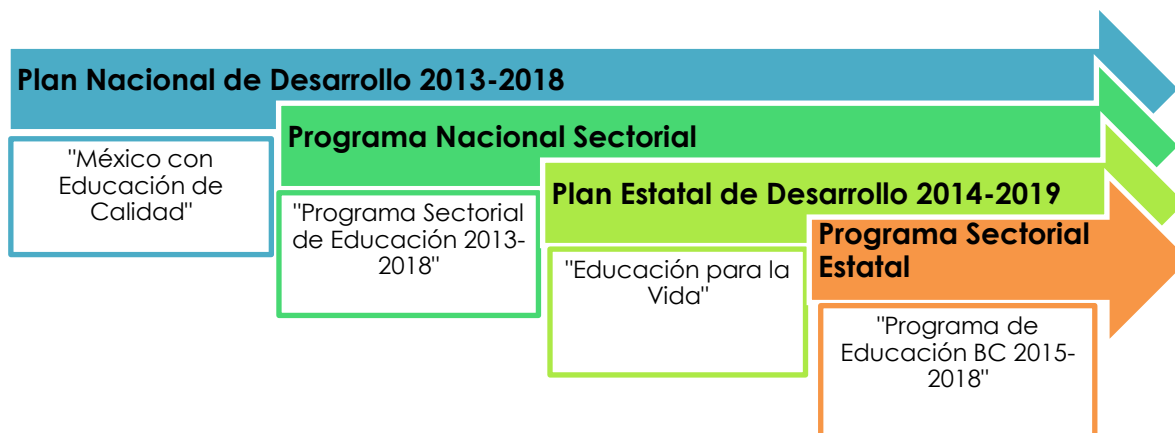 Plan Nacional de Desarrollo 2013-2018
"México con
Educación de
Calidad"
Programa Nacional Sectorial
"Programa Sectorial
de Educación 2013-
2018"
Plan Estatal de Desarrollo 2014-2019
"Educación para la
Vida"
Programa Sectorial
Estatal
"Programa de
Educación BC 2015-
2018"